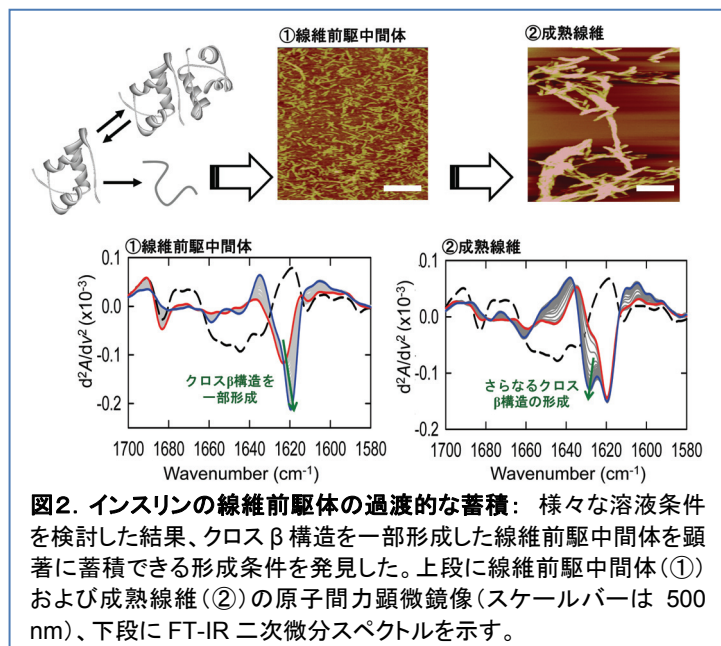 ①線維前駆中間体
②成熟線維
①線維前駆中間体
0.1
0.0
-0.1
-0.2
d²A/dν² (x10⁻³)
クロスβ構造を
一部形成
1700 1680 1660 1640 1620 1600 1580
Wavenumber (cm⁻¹)
②成熟線維
0.1
0.0
-0.1
-0.2
d²A/dν² (x10⁻³)
さらなるクロス
β構造の形成
1700 1680 1660 1640 1620 1600 1580
Wavenumber (cm⁻¹)
図2. インスリンの線維前駆体の過渡的な蓄積: 様々な溶液条件
を検討した結果、クロスβ構造を一部形成した線維前駆中間体を顕
著に蓄積できる形成条件を発見した。上段に線維前駆中間体(①)
および成熟線維(②)の原子間力顕微鏡像(スケールバーは 500
nm)、下段に FT-IR 二次微分スペクトルを示す。